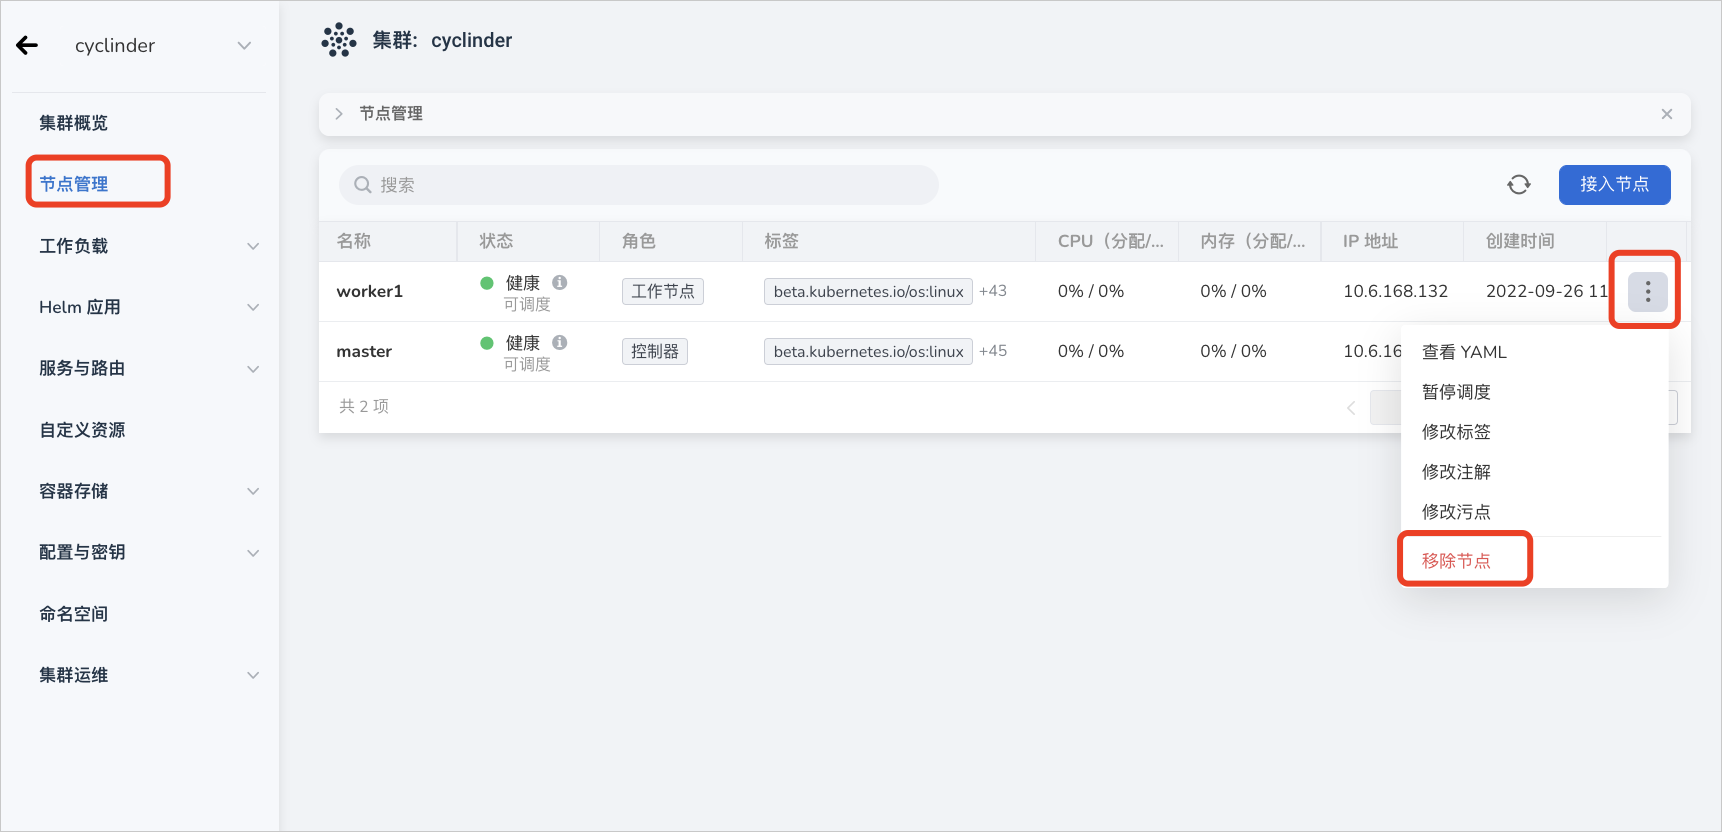 cyclinder
集群概览
节点管理
工作负载
Helm 应用
服务与路由
自定义资源
容器存储
配置与密钥
命名空间
集群运维
集群: cyclinder
节点管理
搜索
接入节点
名称 状态 角色 标签 CPU（分配/... 内存（分配/... IP 地址 创建时间
worker1 健康 工作节点 beta.kubernetes.io/os:linux +43 0% / 0% 0% / 0% 10.6.168.132 2022-09-26 11
可调度
master 健康 控制器 beta.kubernetes.io/os:linux +45 0% / 0% 0% / 0% 10.6.16
可调度
共 2 项
查看 YAML
暂停调度
修改标签
修改注解
修改污点
移除节点